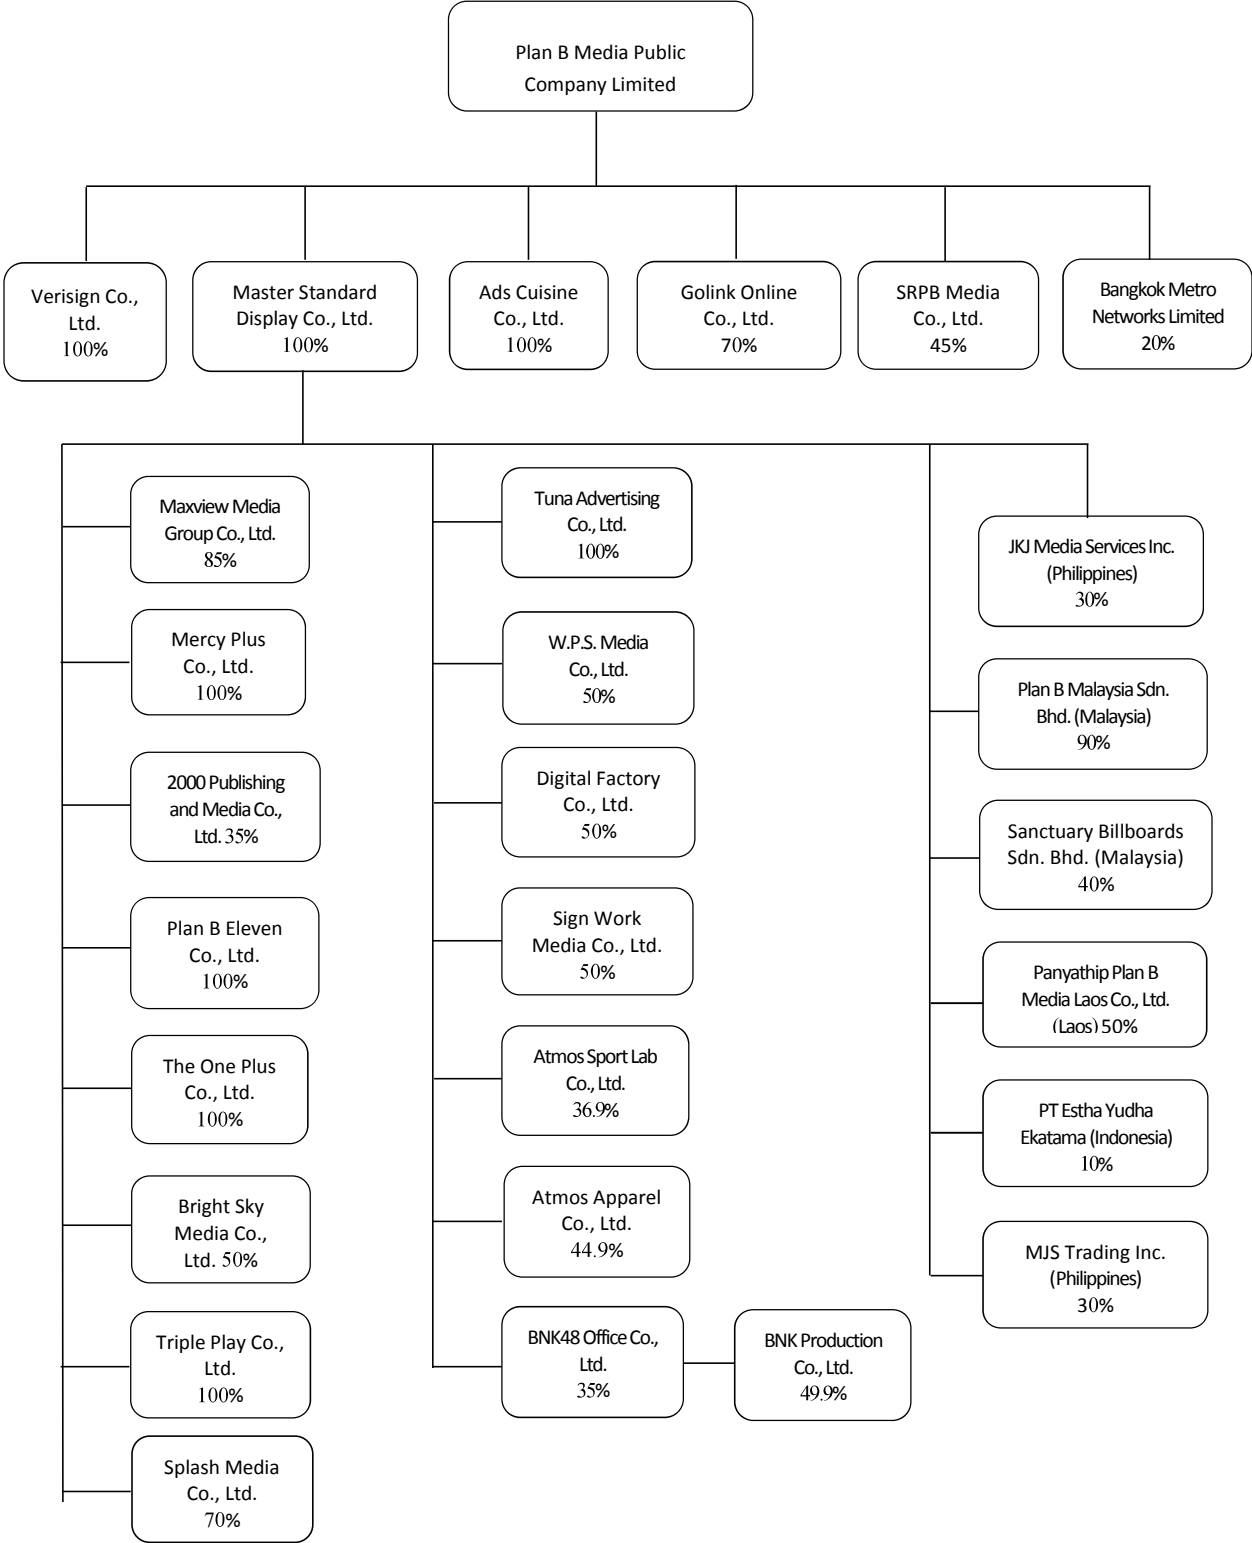 Plan B Media Public
Company Limited
Verisign Co.,
Ltd.
100%
Master Standard
Display Co., Ltd.
100%
Ads Cuisine
Co., Ltd.
100%
Golink Online
Co., Ltd.
70%
SRPB Media
Co., Ltd.
45%
Bangkok Metro
Networks Limited
20%
Maxview Media
Group Co., Ltd.
85%
Mercy Plus
Co., Ltd.
100%
2000 Publishing
and Media Co.,
Ltd. 35%
Plan B Eleven
Co., Ltd.
100%
The One Plus
Co., Ltd.
100%
Bright Sky
Media Co.,
Ltd. 50%
Triple Play Co.,
Ltd.
100%
Splash Media
Co., Ltd.
70%
Tuna Advertising
Co., Ltd.
100%
W.P.S. Media
Co., Ltd.
50%
Digital Factory
Co., Ltd.
50%
Sign Work
Media Co., Ltd.
50%
Atmos Sport Lab
Co., Ltd.
36.9%
Atmos Apparel
Co., Ltd.
44.9%
BNK48 Office Co.,
Ltd.
35%
BNK Production
Co., Ltd.
49.9%
JKJ Media Services Inc.
(Philippines)
30%
Plan B Malaysia Sdn.
Bhd. (Malaysia)
90%
Sanctuary Billboards
Sdn. Bhd. (Malaysia)
40%
Panyathip Plan B
Media Laos Co., Ltd.
(Laos) 50%
PT Estha Yudha
Ekatama (Indonesia)
10%
MJS Trading Inc.
(Philippines)
30%